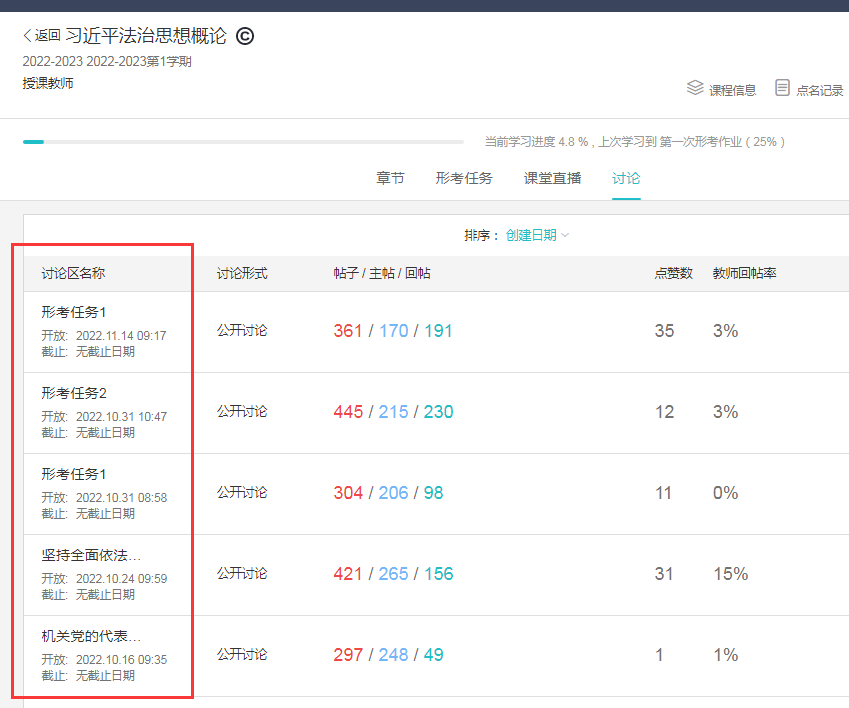 返回 习近平法治思想概论 ©
2022-2023 2022-2023第1学期
授课教师
课程信息 点名记录
当前学习进度 4.8 % , 上次学习到 第一次形考作业 ( 25% )
章节 形考任务 课堂直播 讨论
排序： 创建日期
讨论区名称 讨论形式 帖子 / 主帖 / 回帖 点赞数 教师回帖率
形考任务1
开放: 2022.11.14 09:17
截止: 无截止日期
公开讨论 361 / 170 / 191 35 3%
形考任务2
开放: 2022.10.31 10:47
截止: 无截止日期
公开讨论 445 / 215 / 230 12 3%
形考任务1
开放: 2022.10.31 08:58
截止: 无截止日期
公开讨论 304 / 206 / 98 11 0%
坚持全面依法...
开放: 2022.10.24 09:59
截止: 无截止日期
公开讨论 421 / 265 / 156 31 15%
机关党的代表...
开放: 2022.10.16 09:35
截止: 无截止日期
公开讨论 297 / 248 / 49 1 1%